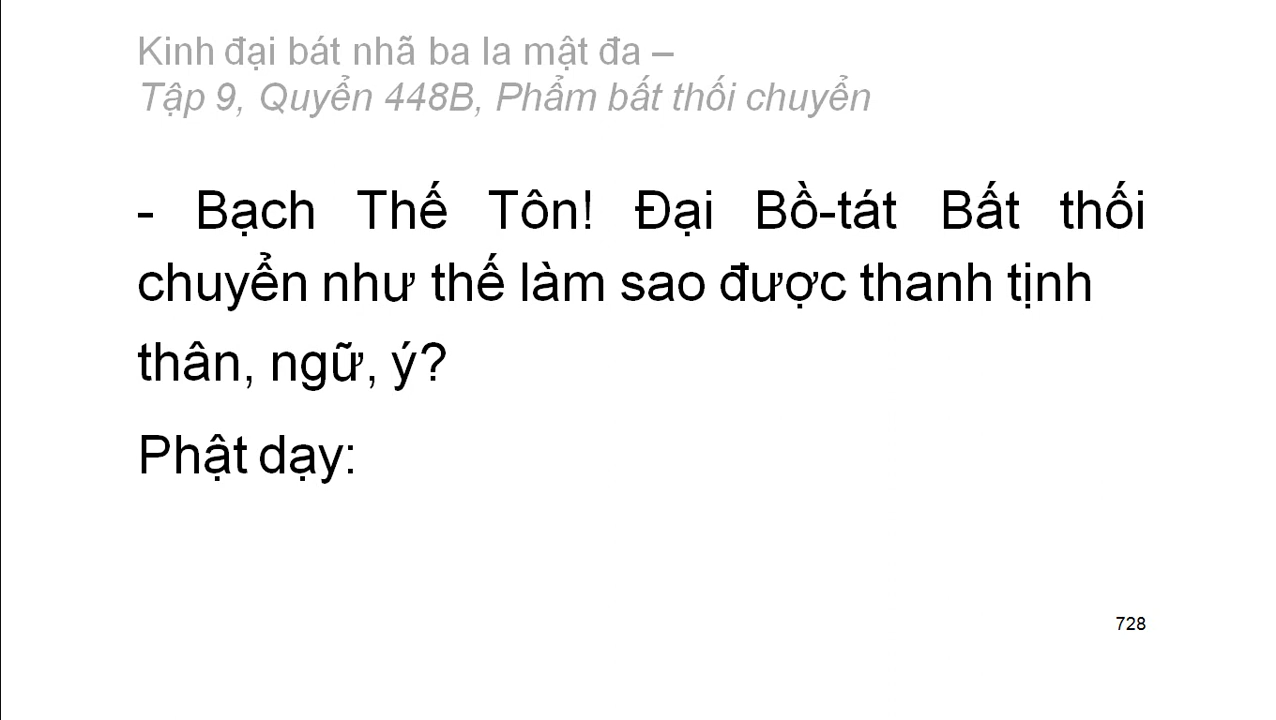 Kinh đại bát nhã ba la mật đa –
Tập 9, Quyển 448B, Phẩm bất thối chuyển
- Bạch Thế Tôn! Đại Bồ-tát Bất thối
chuyển như thế làm sao được thanh tịnh
thân, ngữ, ý?
Phật dạy:
728